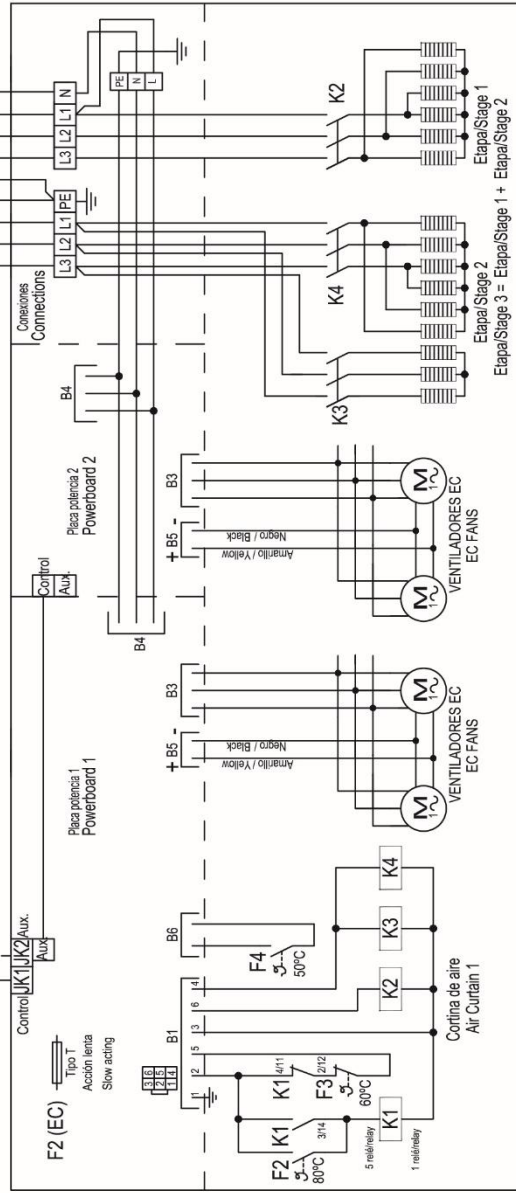 F2 (EC)
Tipo T
Acción lenta
Slow acting
Control
JK1
JK2
Aux.
Aux.
Placa potencia 1
Powerboard 1
Control
Aux.
Placa potencia 2
Powerboard 2
Conexiones
Connections
L3
L2
L1
PE
L3
L2
L1
N
PE
N
L
B4
B4
3 6
2 5
1 4
B1
1
2
5
3
6
4
B6
+ B5 -
B3
+ B5 -
B3
Amarillo / Yellow
Negro / Black
Amarillo / Yellow
Negro / Black
F2
80ºC
K1
3/14
K1
4/11
2/12
F3
60ºC
F4
50ºC
5 relé/relay
1 relé/relay
K1
K2
K3
K4
Cortina de aire
Air Curtain 1
M
1~
M
1~
VENTILADORES EC
EC FANS
M
1~
M
1~
VENTILADORES EC
EC FANS
K3
K4
K2
Etapa/Stage 2
Etapa/Stage 1
Etapa/Stage 3 = Etapa/Stage 1 + Etapa/Stage 2